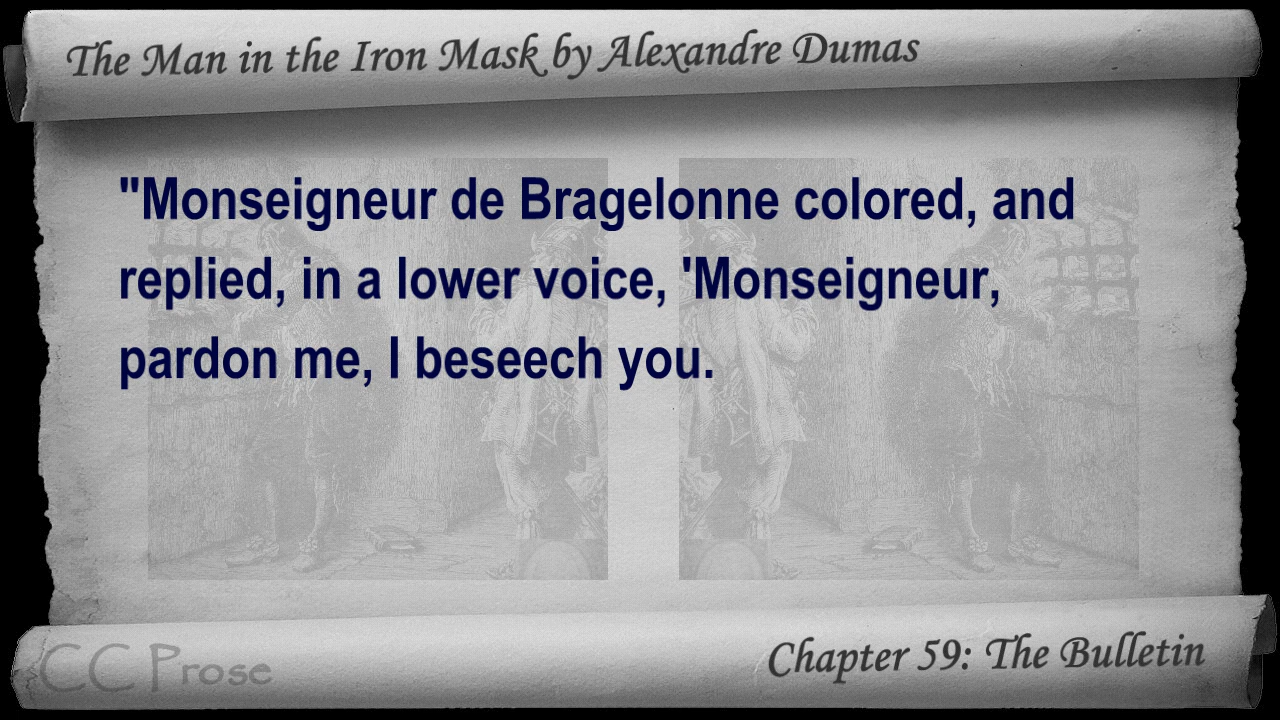 The Man in the Iron Mask by Alexandre Dumas
"Monseigneur de Bragelonne colored, and
replied, in a lower voice, 'Monseigneur,
pardon me, I beseech you.
CC Prose
Chapter 59: The Bulletin